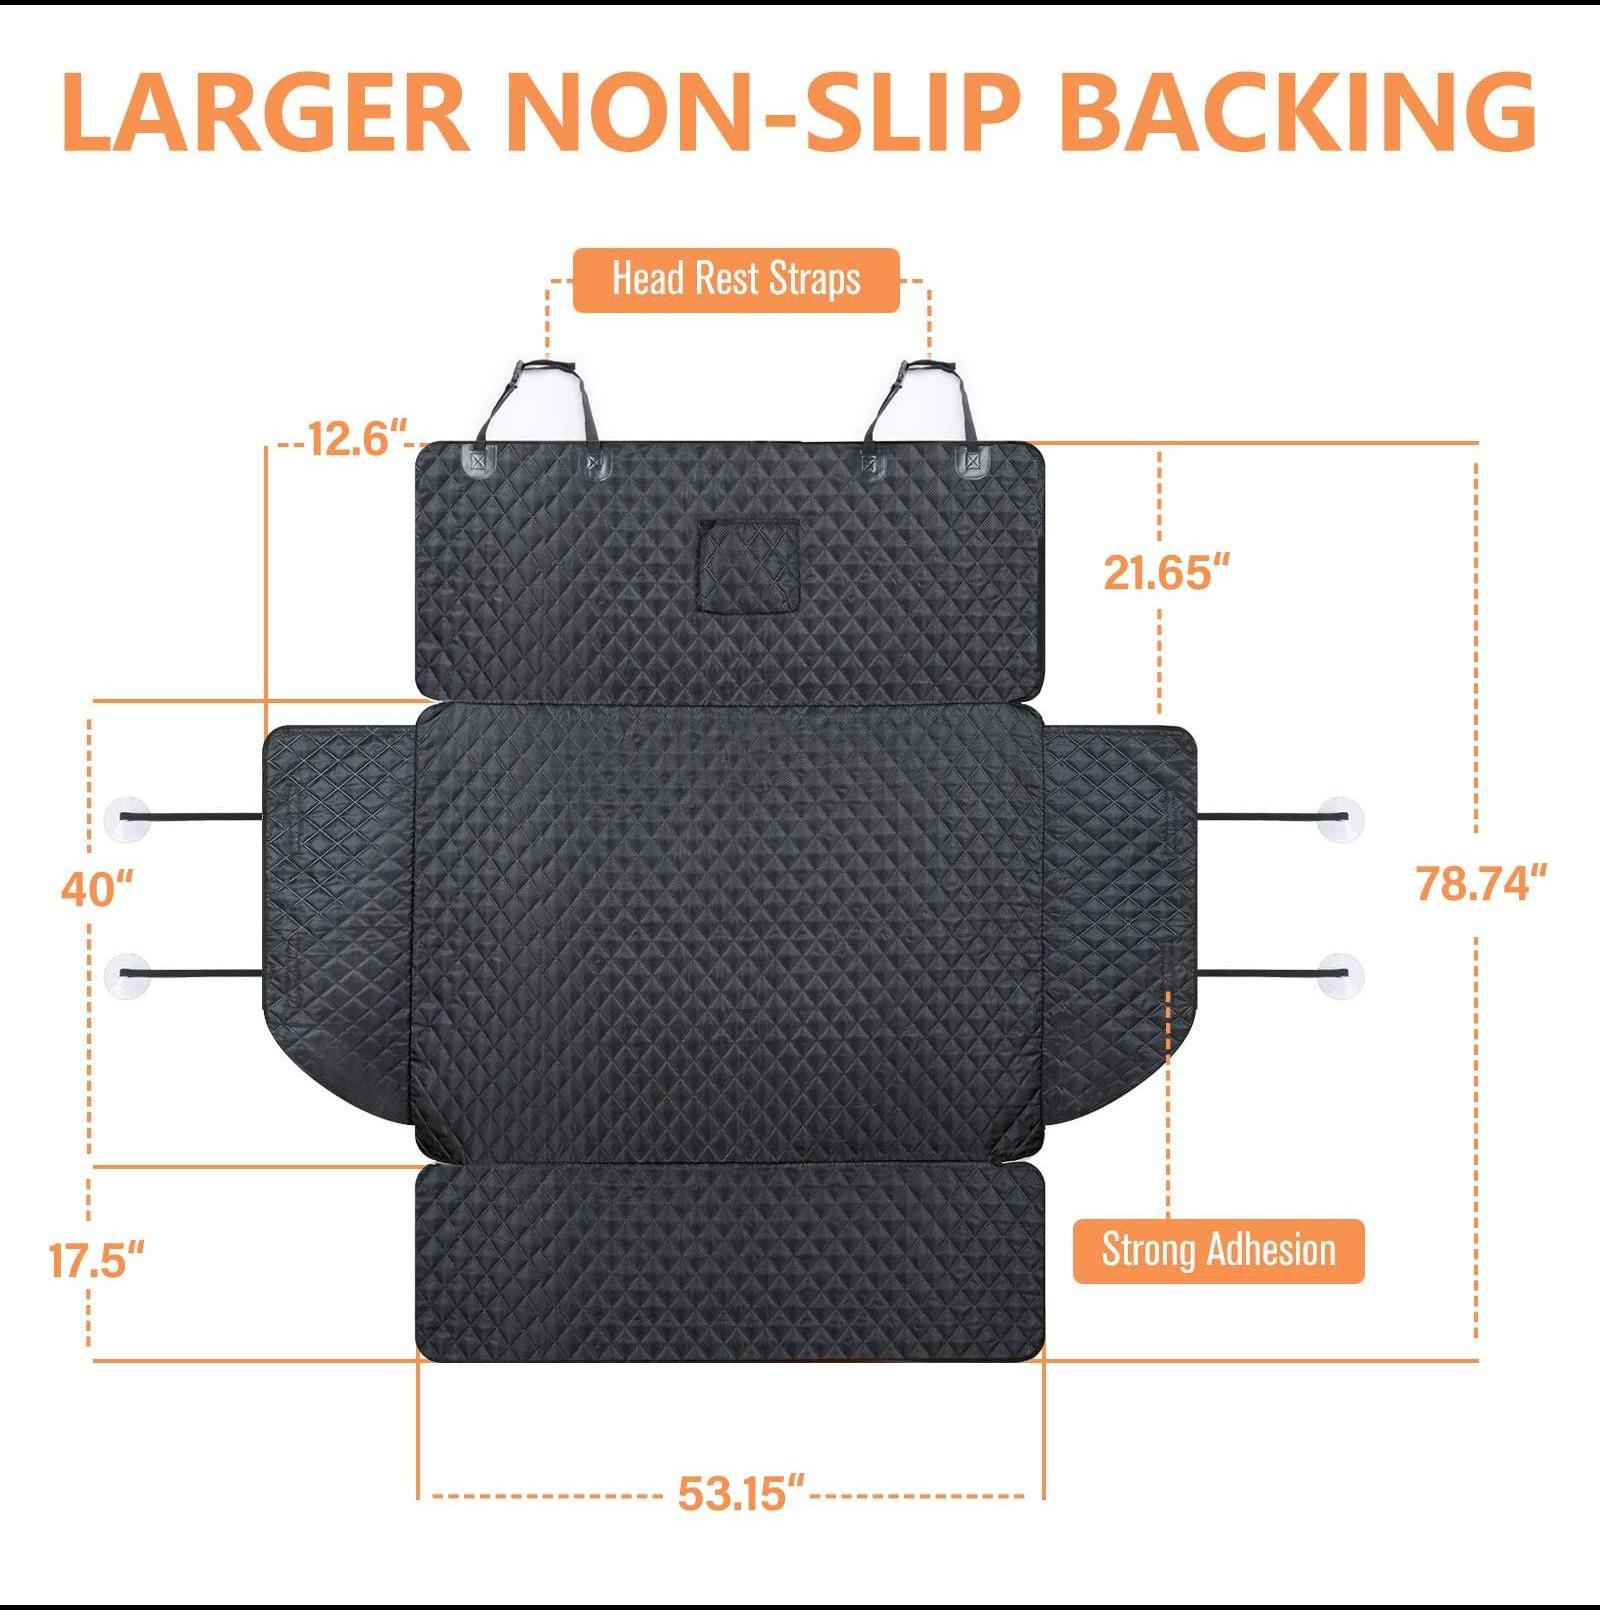 LARGER NON-SLIP BACKING
Head Rest Straps
12.6“
21.65“
40“
78.74“
17.5“
Strong Adhesion
53.15“